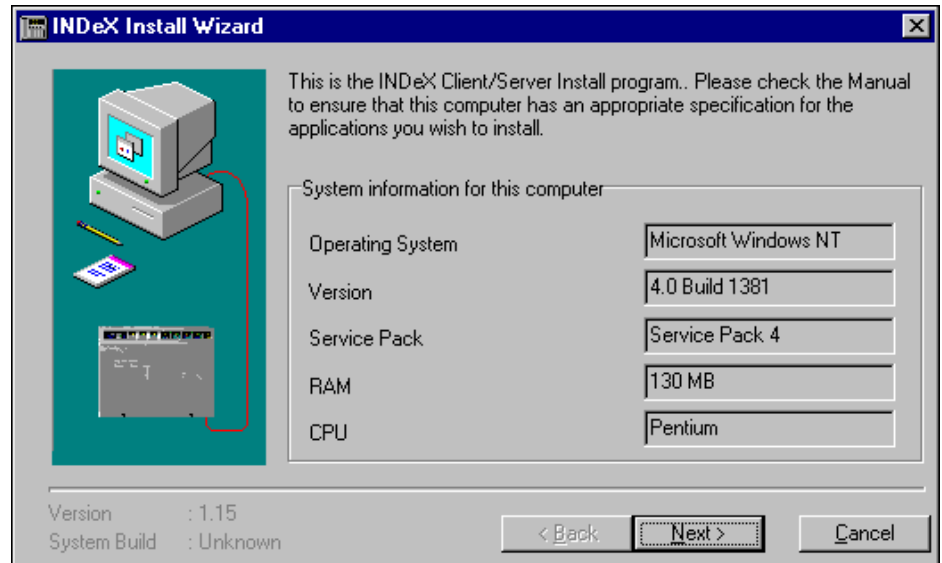 INDeX Install Wizard
This is the INDeX Client/Server Install program.. Please check the Manual
to ensure that this computer has an appropriate specification for the
applications you wish to install.
System information for this computer
Operating System Microsoft Windows NT
Version 4.0 Build 1381
Service Pack Service Pack 4
RAM 130 MB
CPU Pentium
Version : 1.15
System Build : Unknown
< Back Next > Cancel